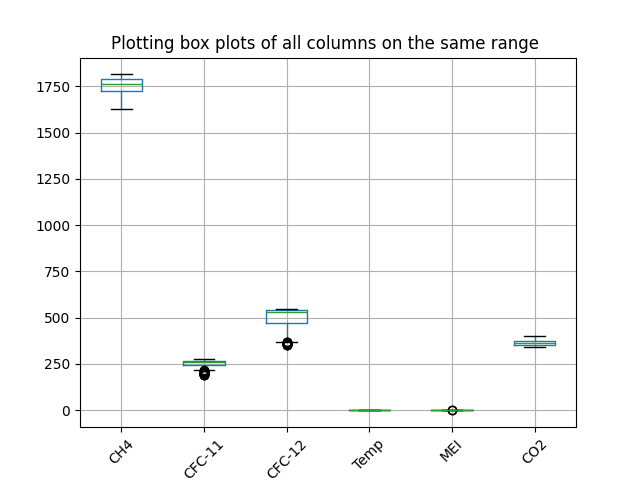 Plotting box plots of all columns on the same range
1750
1500
1250
1000
750
500
250
0
CH4
CFC-11
CFC-12
Temp
MEI
CO2